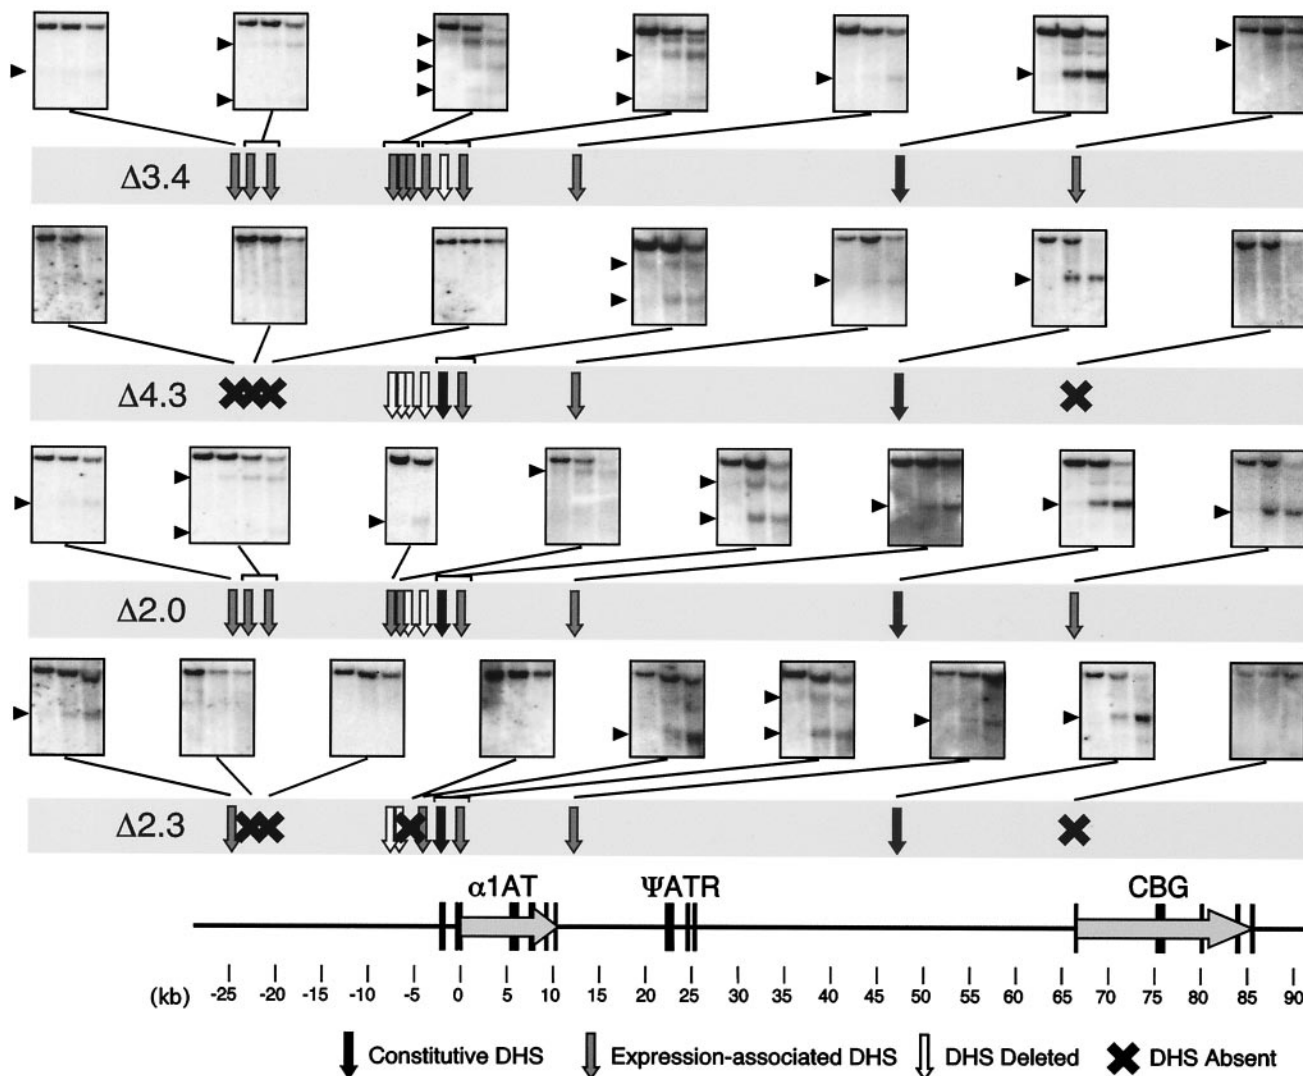 Δ3.4
Δ4.3
Δ2.0
Δ2.3
α1AT ΨATR CBG
(kb) -25 -20 -15 -10 -5 0 5 10 15 20 25 30 35 40 45 50 55 60 65 70 75 80 85 90
Constitutive DHS Expression-associated DHS DHS Deleted DHS Absent